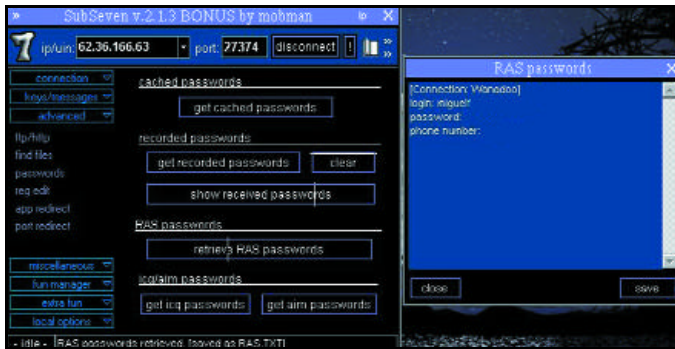 SubSeven v.2.1.3 BONUS by mobman
ip
X
ip/uin: 62.36.166.63 port: 27374 disconnect !
connection
keys/messages
advanced
ftp/http
find files
passwords
reg edit
app redirect
port redirect
miscellaneous
fun manager
extra fun
local options
cached passwords
get cached passwords
recorded passwords
get recorded passwords clear
show received passwords
RAS passwords
retrieve RAS passwords
icq/aim passwords
get icq passwords get aim passwords
- idle - RAS passwords retrieved. [saved as RAS.TXT]
RAS passwords
X
[Connection: Wanadoo]
login: miguelf
password:
phone number:
close save